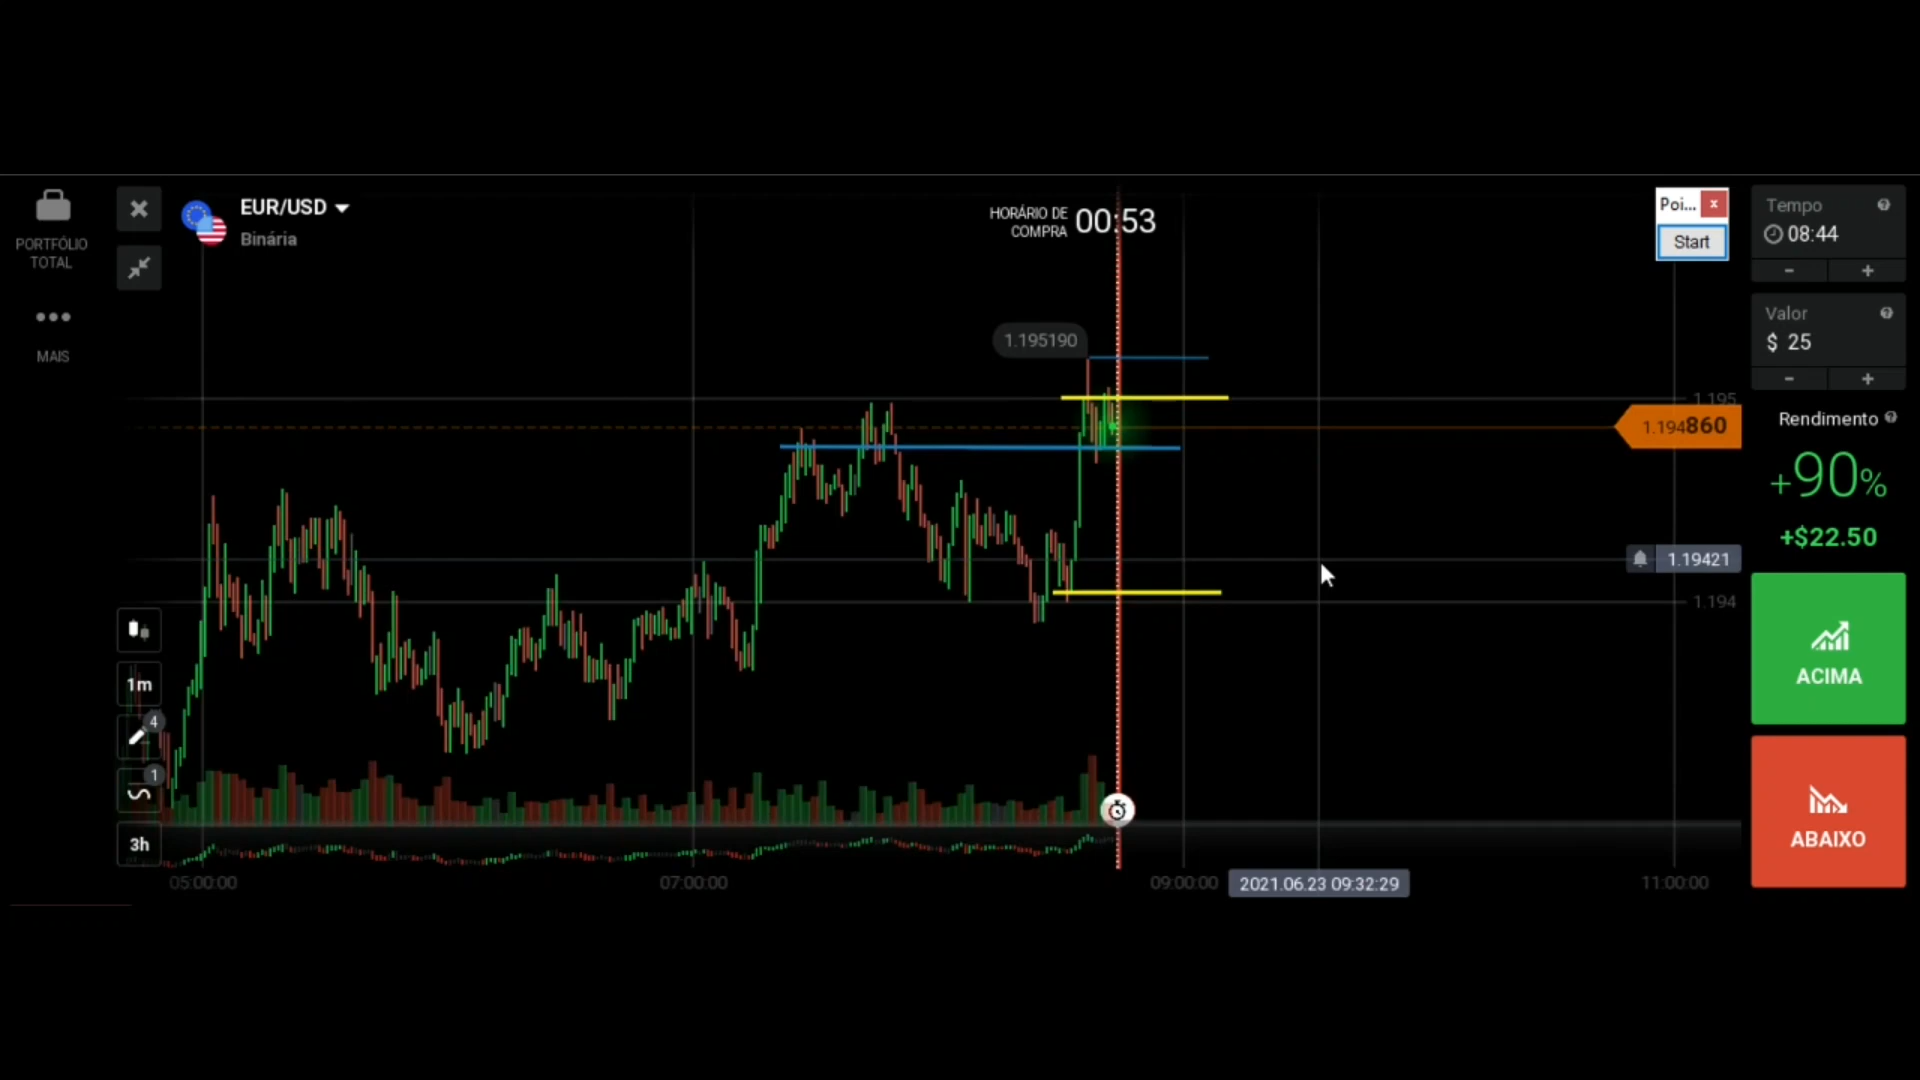 PORTFÓLIO
TOTAL
MAIS
EUR/USD
Binária
HORÁRIO DE
COMPRA
00:53
Poi... x
Start
Tempo
08:44
- +
Valor
$ 25
- +
Rendimento
+90%
+$22.50
ACIMA
ABAIXO
1.195190
1.195
1.194860
1.19421
1.194
1m
4
1
3h
05:00:00
07:00:00
09:00:00
2021.06.23 09:32:29
11:00:00